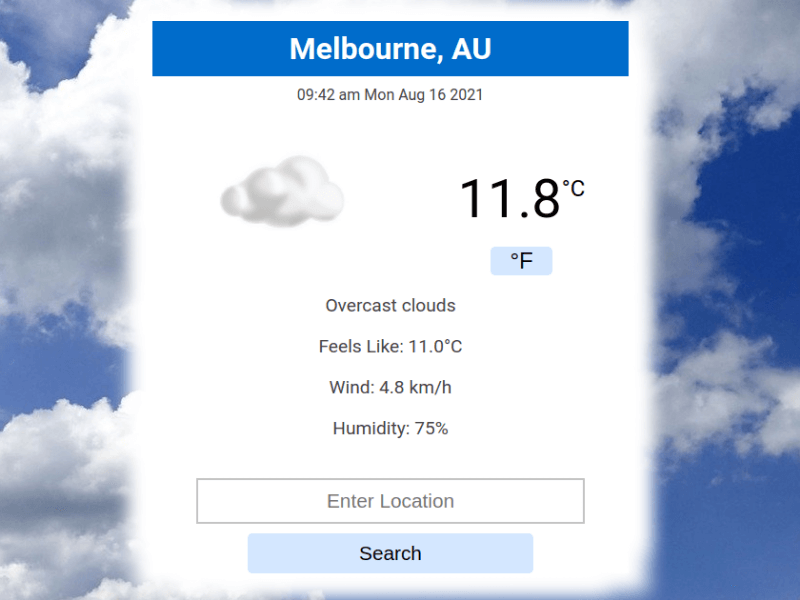 Melbourne, AU
09:42 am Mon Aug 16 2021
11.8°C
°F
Overcast clouds
Feels Like: 11.0°C
Wind: 4.8 km/h
Humidity: 75%
Enter Location
Search